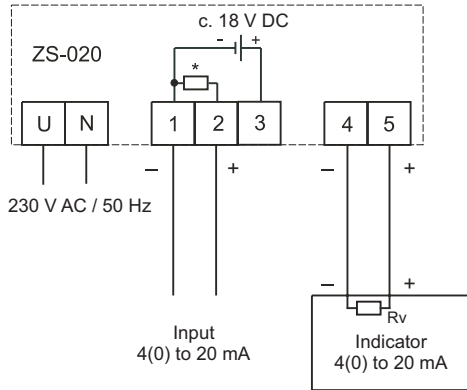 c. 18 V DC
- +
ZS-020
*
U N 1 2 3 4 5
– + – +
230 V AC / 50 Hz
– +
Rv
Input
4(0) to 20 mA
Indicator
4(0) to 20 mA